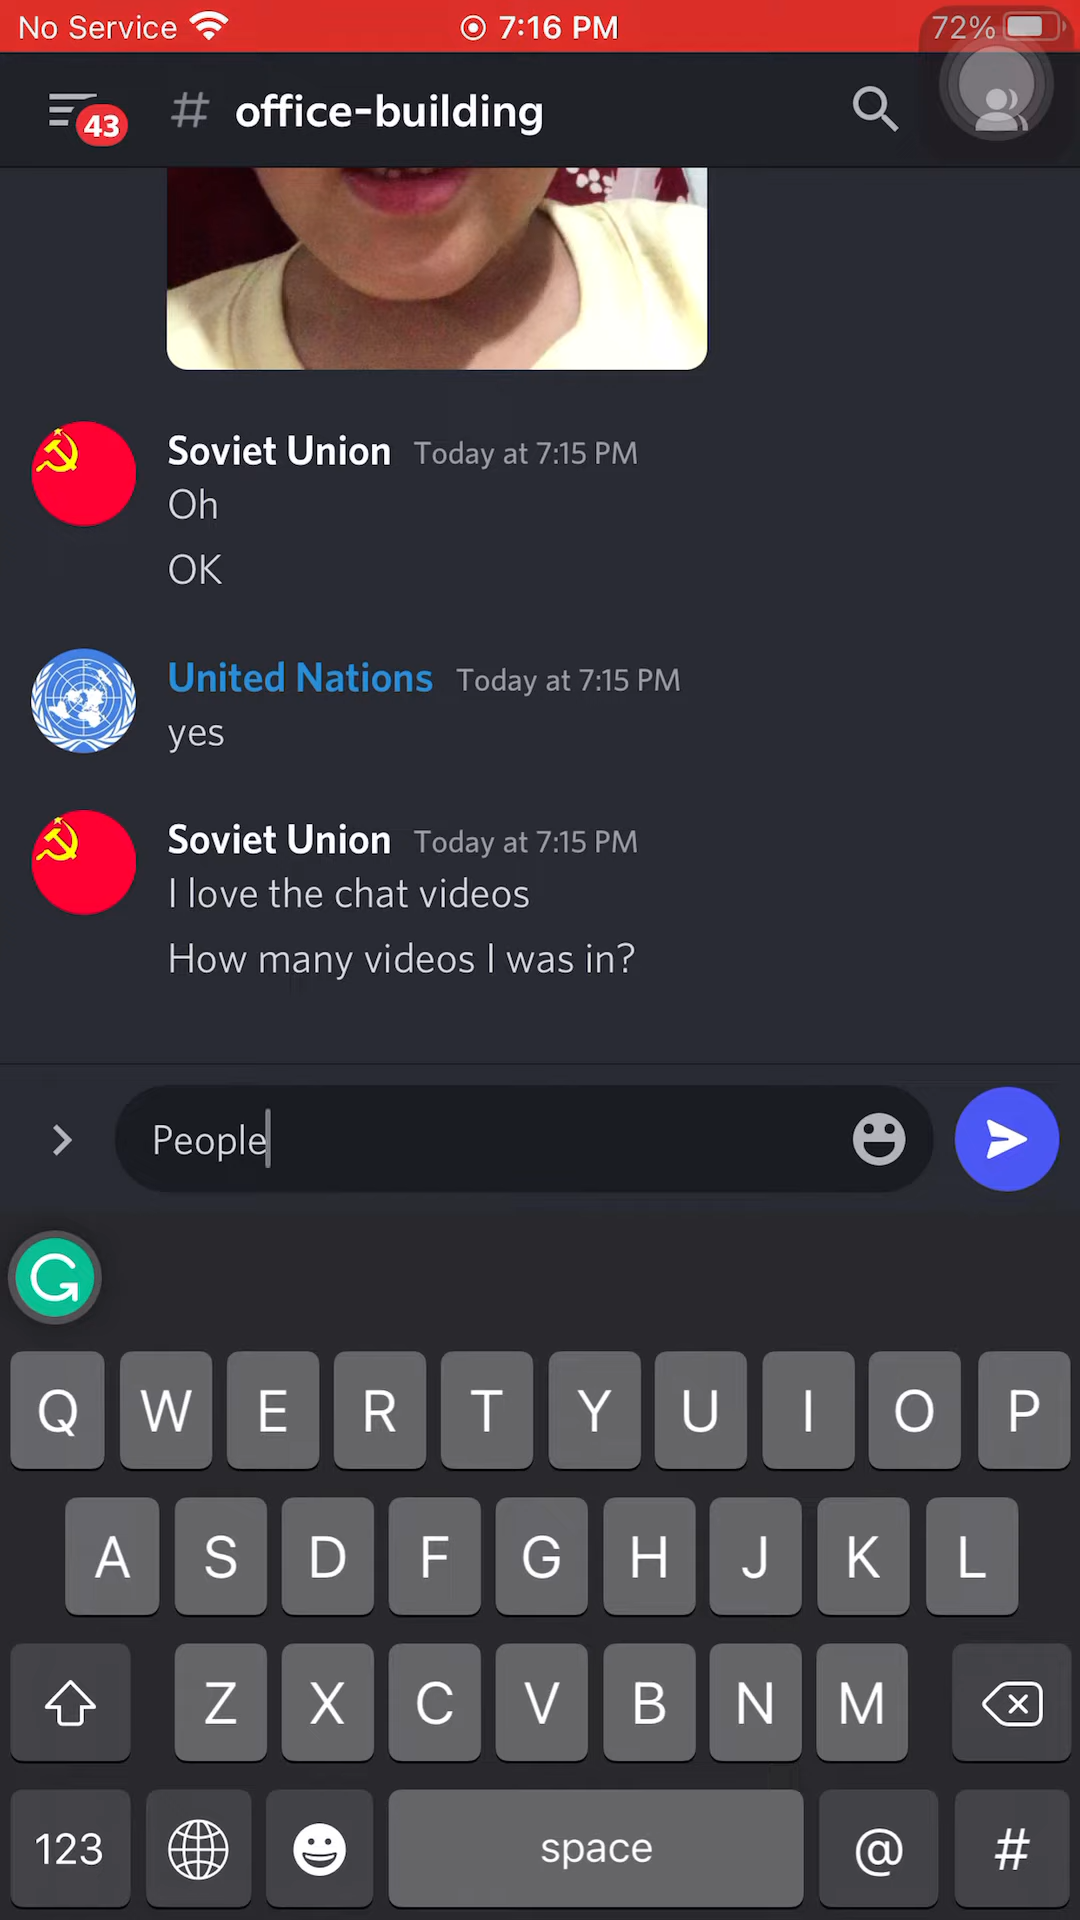 No Service 7:16 PM 72%
43 # office-building
Soviet Union Today at 7:15 PM
Oh
OK
United Nations Today at 7:15 PM
yes
Soviet Union Today at 7:15 PM
I love the chat videos
How many videos I was in?
People
Q W E R T Y U I O P
A S D F G H J K L
Z X C V B N M
123 space @ #